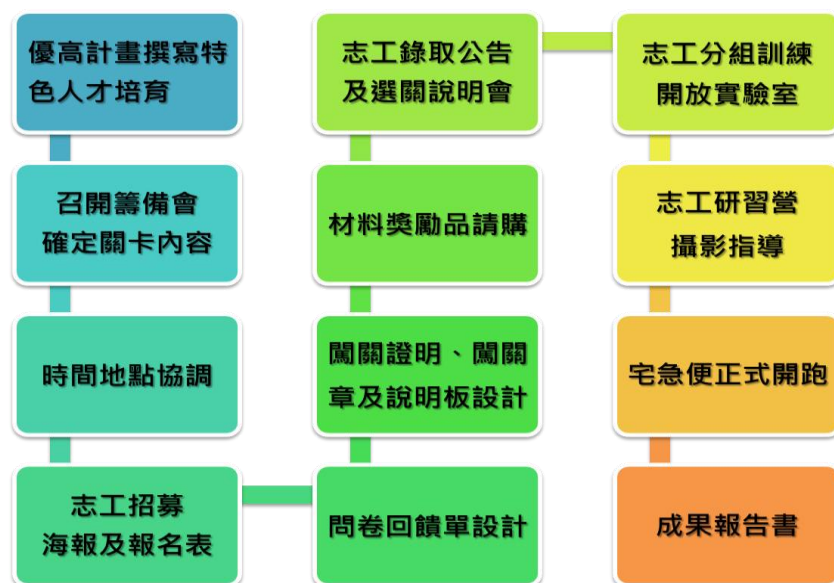 優高計畫撰寫特
色人才培育
召開籌備會
確定關卡內容
時間地點協調
志工招募
海報及報名表
問卷回饋單設計
闖關證明、闖關
章及說明板設計
材料獎勵品請購
志工錄取公告
及選關說明會
志工分組訓練
開放實驗室
志工研習營
攝影指導
宅急便正式開跑
成果報告書